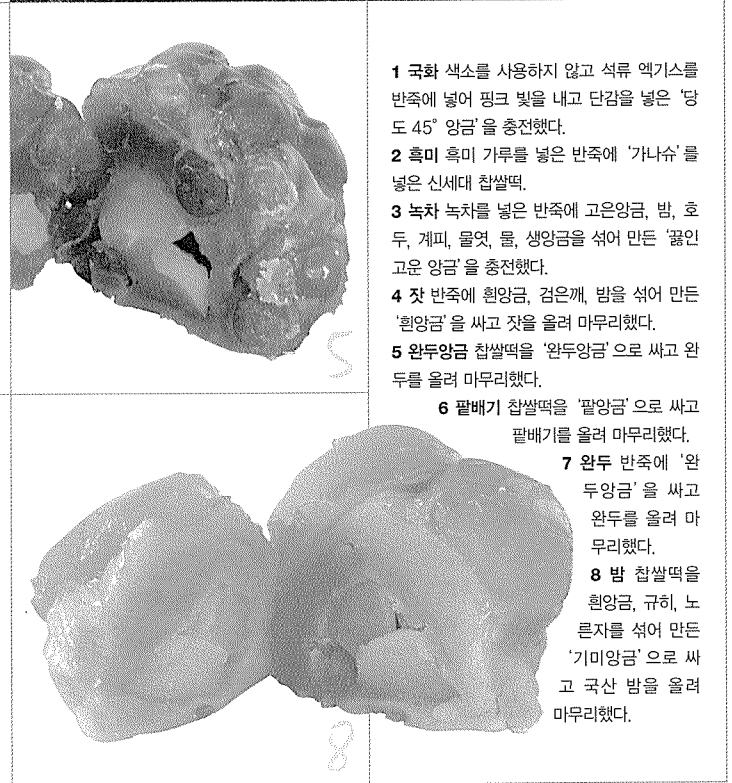 1 국화 색소를 사용하지 않고 석류 엑기스를
반죽에 넣어 핑크 빛을 내고 단감을 넣은 ‘당
도 45° 앙금’을 충전했다.
2 흑미 흑미 가루를 넣은 반죽에 ‘가나슈’를
넣은 신세대 찹쌀떡.
3 녹차 녹차를 넣은 반죽에 고은앙금, 밤, 호
두, 계피, 물엿, 물, 생앙금을 섞어 만든 ‘끓인
고운 앙금’을 충전했다.
4 잣 반죽에 흰앙금, 검은깨, 밤을 섞어 만든
‘흰앙금’을 싸고 잣을 올려 마무리했다.
5 완두앙금 찹쌀떡을 ‘완두앙금’으로 싸고 완
두를 올려 마무리했다.
6 팥배기 찹쌀떡을 ‘팥앙금’으로 싸고
팥배기를 올려 마무리했다.
7 완두 반죽에 ‘완
두앙금’을 싸고
완두를 올려 마
무리했다.
8 밤 찹쌀떡을
흰앙금, 규히, 노
른자를 섞어 만든
‘기미앙금’으로 싸
고 국산 밤을 올려
마무리했다.
5
8